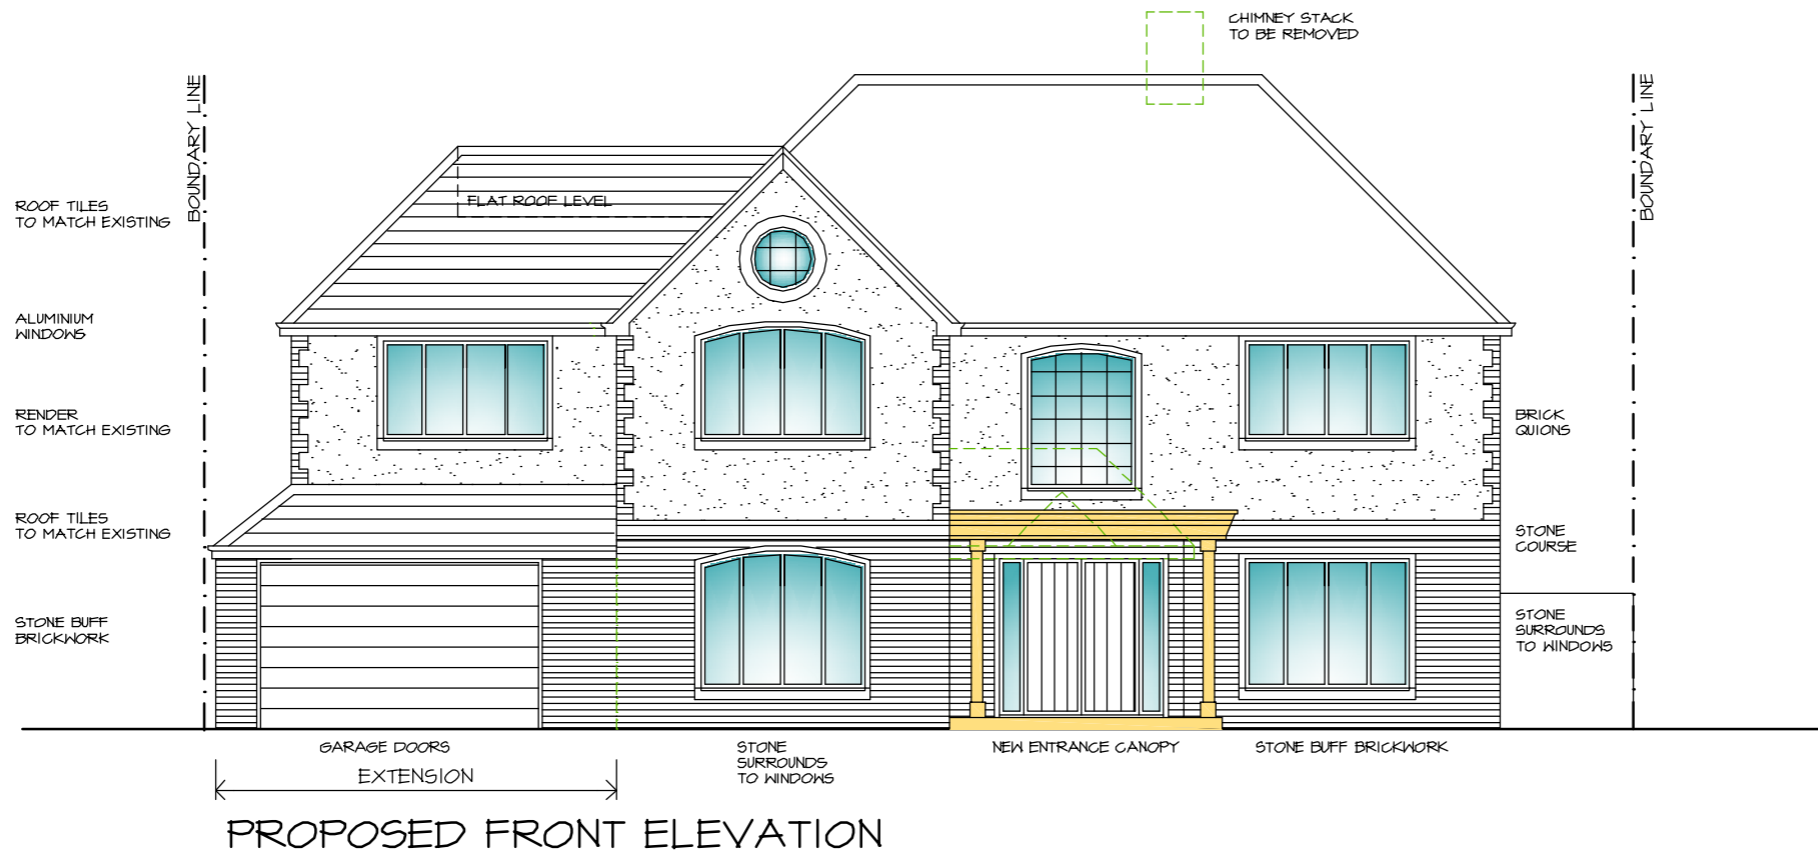 CHIMNEY STACK
TO BE REMOVED
BOUNDARY LINE
BOUNDARY LINE
ROOF TILES
TO MATCH EXISTING
FLAT ROOF LEVEL
ALUMINIUM
WINDOWS
RENDER
TO MATCH EXISTING
BRICK
QUIONS
ROOF TILES
TO MATCH EXISTING
STONE
COURSE
STONE BUFF
BRICKWORK
STONE
SURROUNDS
TO WINDOWS
GARAGE DOORS
STONE
SURROUNDS
TO WINDOWS
NEW ENTRANCE CANOPY
STONE BUFF BRICKWORK
EXTENSION
PROPOSED FRONT ELEVATION